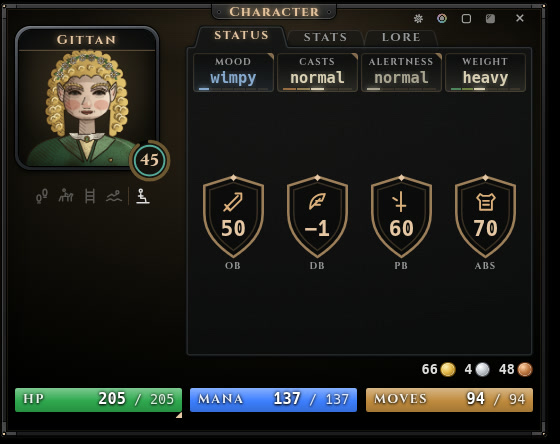 Character
Gittan
45
STATUS
STATS
LORE
MOOD
wimpy
CASTS
normal
ALERTNESS
normal
WEIGHT
heavy
50
OB
−1
DB
60
PB
70
ABS
66 4 48
HP 205 / 205
MANA 137 / 137
MOVES 94 / 94